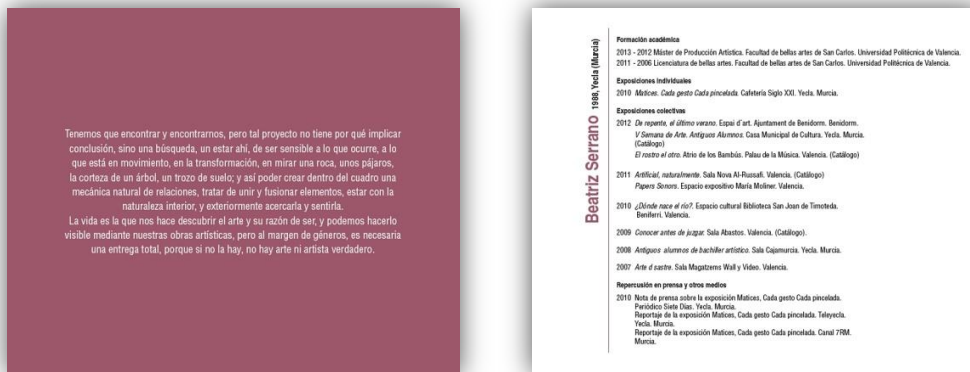 Tenemos que encontrar y encontrarnos, pero tal proyecto no tiene por qué implicar
conclusión, sino una búsqueda, un estar ahí, de ser sensible a lo que ocurre, a lo
que está en movimiento, en la transformación, en mirar una roca, unos pájaros,
la corteza de un árbol, un trozo de suelo; y así poder crear dentro del cuadro una
mecánica natural de relaciones, tratar de unir y fusionar elementos, estar con la
naturaleza interior, y exteriormente acercarla y sentirla.
La vida es la que nos hace descubrir el arte y su razón de ser, y podemos hacerlo
visible mediante nuestras obras artísticas, pero al margen de géneros, es necesaria
una entrega total, porque si no la hay, no hay arte ni artista verdadero.
Beatriz Serrano 1988, Yecla (Murcia)
Formación académica
2013 - 2012 Máster de Producción Artística. Facultad de bellas artes de San Carlos. Universidad Politécnica de Valencia.
2011 - 2006 Licenciatura de bellas artes. Facultad de bellas artes de San Carlos. Universidad Politécnica de Valencia.
Exposiciones individuales
2010 Matices. Cada gesto Cada pincelada. Cafetería Siglo XXI. Yecla. Murcia.
Exposiciones colectivas
2012 De repente, el último verano. Espai d'art. Ajuntament de Benidorm. Benidorm.
V Semana de Arte. Antiguos Alumnos. Casa Municipal de Cultura. Yecla. Murcia.
(Catálogo)
El rostro el otro. Atrio de los Bambús. Palau de la Música. Valencia. (Catálogo)
2011 Artificial, naturalmente. Sala Nova Al-Russafi. Valencia. (Catálogo)
Papers Sonors. Espacio expositivo María Moliner. Valencia.
2010 ¿Dónde nace el río?. Espacio cultural Biblioteca San Joan de Timoteda.
Beniferri. Valencia.
2009 Conocer antes de juzgar. Sala Abastos. Valencia. (Catálogo).
2008 Antiguos alumnos de bachiller artístico. Sala Cajamurcia. Yecla. Murcia.
2007 Arte d sastre. Sala Magatzems Wall y Video. Valencia.
Repercusión en prensa y otros medios
2010 Nota de prensa sobre la exposición Matices, Cada gesto Cada pincelada.
Periódico Siete Días. Yecla. Murcia.
Reportaje de la exposición Matices, Cada gesto Cada pincelada. Teleyecla.
Yecla. Murcia.
Reportaje de la exposición Matices, Cada gesto Cada pincelada. Canal 7RM.
Murcia.